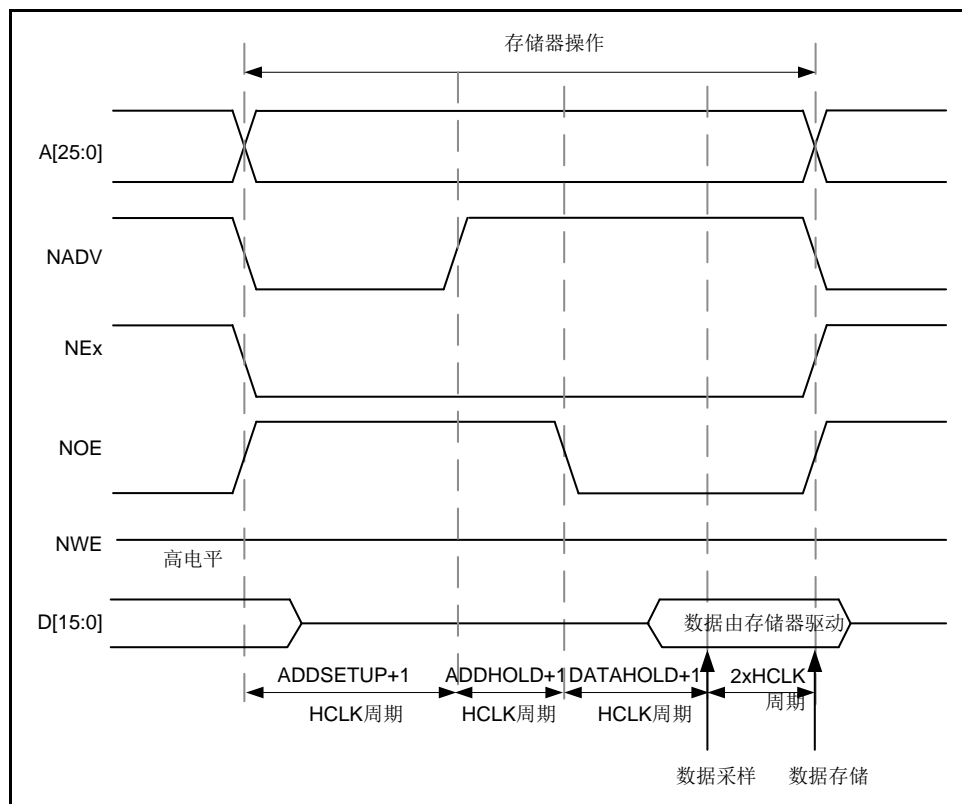 存储器操作
A[25:0]
NADV
NEx
NOE
NWE
高电平
D[15:0]
数据由存储器驱动
ADDSETUP+1 ADDHOLD+1 DATAHOLD+1 2xHCLK
HCLK周期 HCLK周期 HCLK周期 周期
数据采样 数据存储